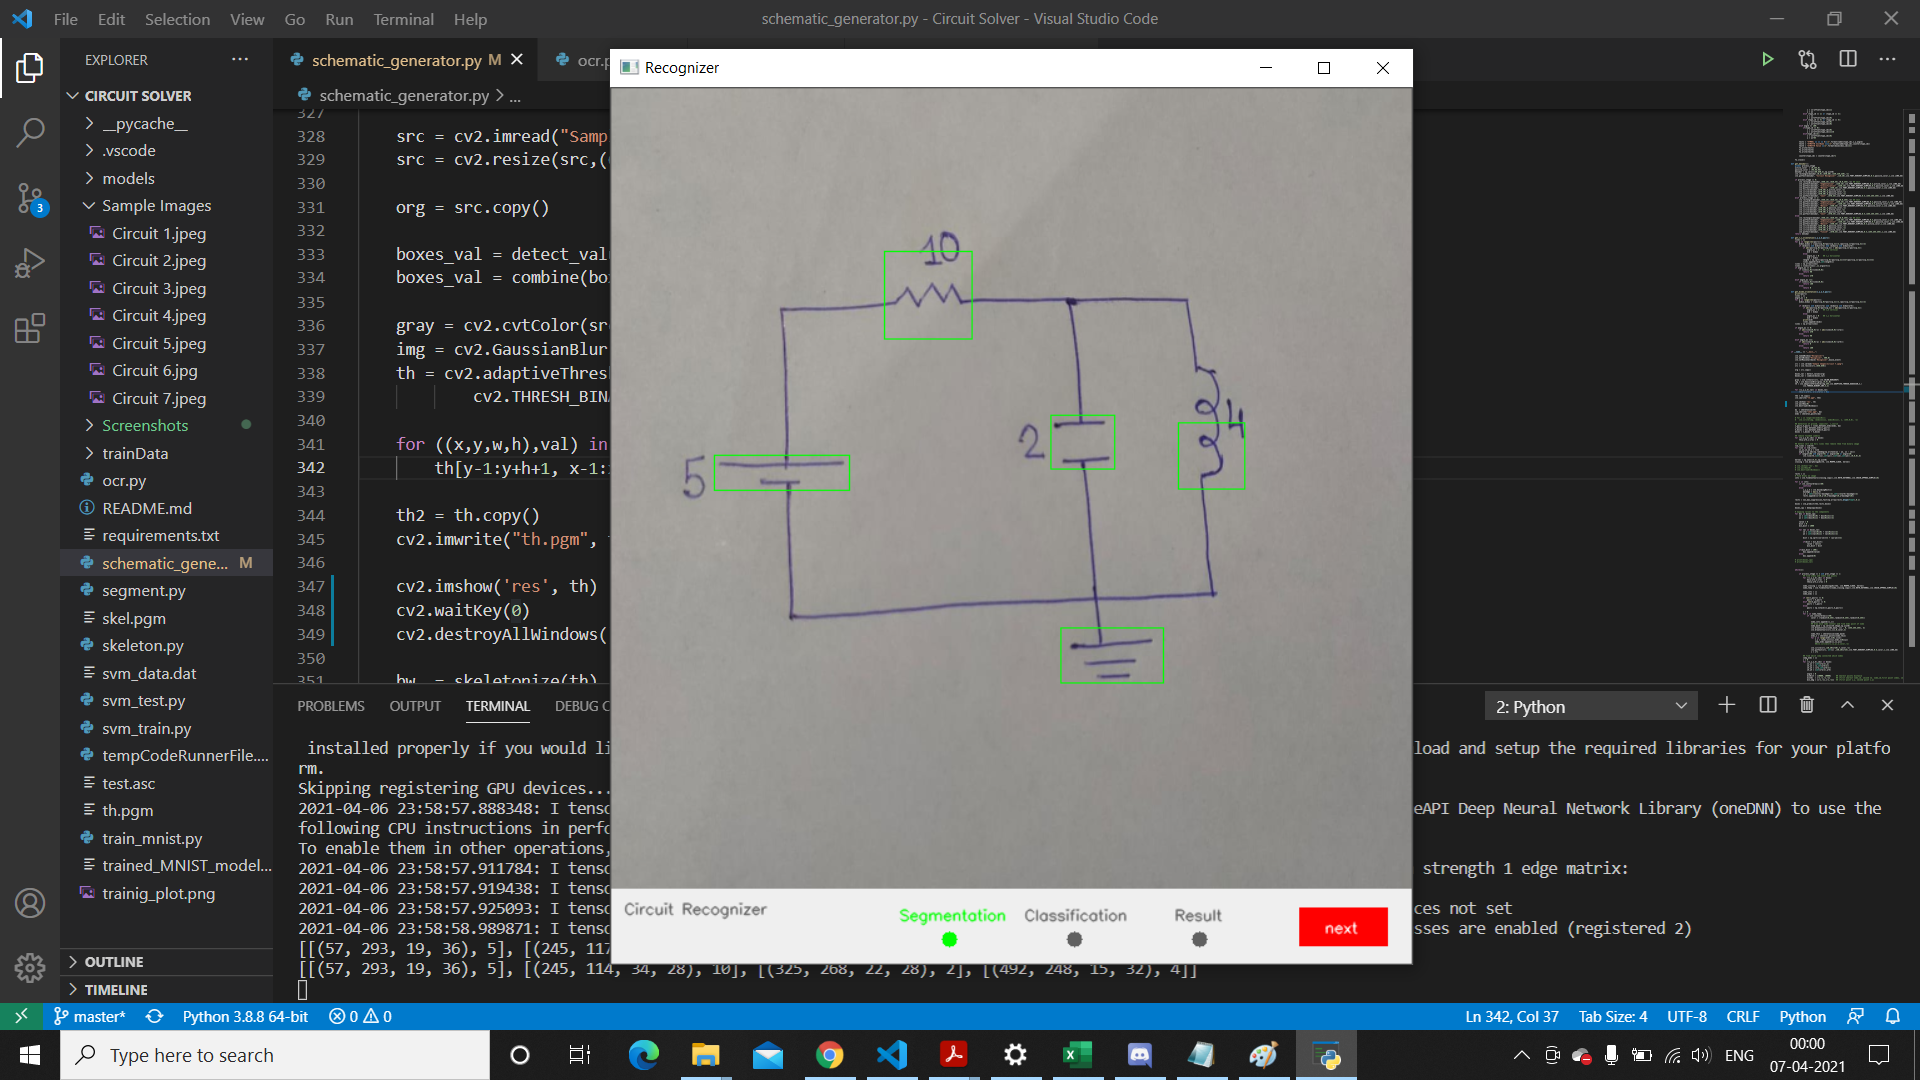 File Edit Selection View Go Run Terminal Help
schematic_generator.py - Circuit Solver - Visual Studio Code
EXPLORER
schematic_generator.py M
ocr.p
CIRCUIT SOLVER
__pycache__
.vscode
models
Sample Images
Circuit 1.jpeg
Circuit 2.jpeg
Circuit 3.jpeg
Circuit 4.jpeg
Circuit 5.jpeg
Circuit 6.jpg
Circuit 7.jpeg
Screenshots
trainData
ocr.py
README.md
requirements.txt
schematic_gene... M
segment.py
skel.pgm
skeleton.py
svm_data.dat
svm_test.py
svm_train.py
tempCodeRunnerFile....
test.asc
th.pgm
train_mnist.py
trained_MNIST_model...
trainig_plot.png
OUTLINE
TIMELINE
3
schematic_generator.py > ...
327
328 src = cv2.imread("Samp
329 src = cv2.resize(src,(
330
331 org = src.copy()
332
333 boxes_val = detect_val
334 boxes_val = combine(bo
335
336 gray = cv2.cvtColor(sr
337 img = cv2.GaussianBlur
338 th = cv2.adaptiveThres
339 cv2.THRESH_BINA
340
341 for ((x,y,w,h),val) in
342 th[y-1:y+h+1, x-1:
343
344 th2 = th.copy()
345 cv2.imwrite("th.pgm",
346
347 cv2.imshow('res', th)
348 cv2.waitKey(0)
349 cv2.destroyAllWindows(
350
351 bw = skeletonize(th)
Recognizer
10
5
2
4
Circuit Recognizer
Segmentation
Classification
Result
next
PROBLEMS OUTPUT TERMINAL DEBUG C
2: Python
installed properly if you would li
load and setup the required libraries for your platfo
rm.
Skipping registering GPU devices...
2021-04-06 23:58:57.888348: I tenso
eAPI Deep Neural Network Library (oneDNN) to use the
following CPU instructions in perfo
To enable them in other operations,
2021-04-06 23:58:57.911784: I tenso
strength 1 edge matrix:
2021-04-06 23:58:57.919438: I tenso
2021-04-06 23:58:57.925093: I tenso
ces not set
2021-04-06 23:58:58.989871: I tenso
sses are enabled (registered 2)
[[(57, 293, 19, 36), 5], [(245, 117
[[(57, 293, 19, 36), 5], [(245, 114, 34, 28), 10], [(325, 268, 22, 28), 2], [(492, 248, 15, 32), 4]]
master* Python 3.8.8 64-bit 0 0
Ln 342, Col 37 Tab Size: 4 UTF-8 CRLF Python
Type here to search
ENG
00:00
07-04-2021